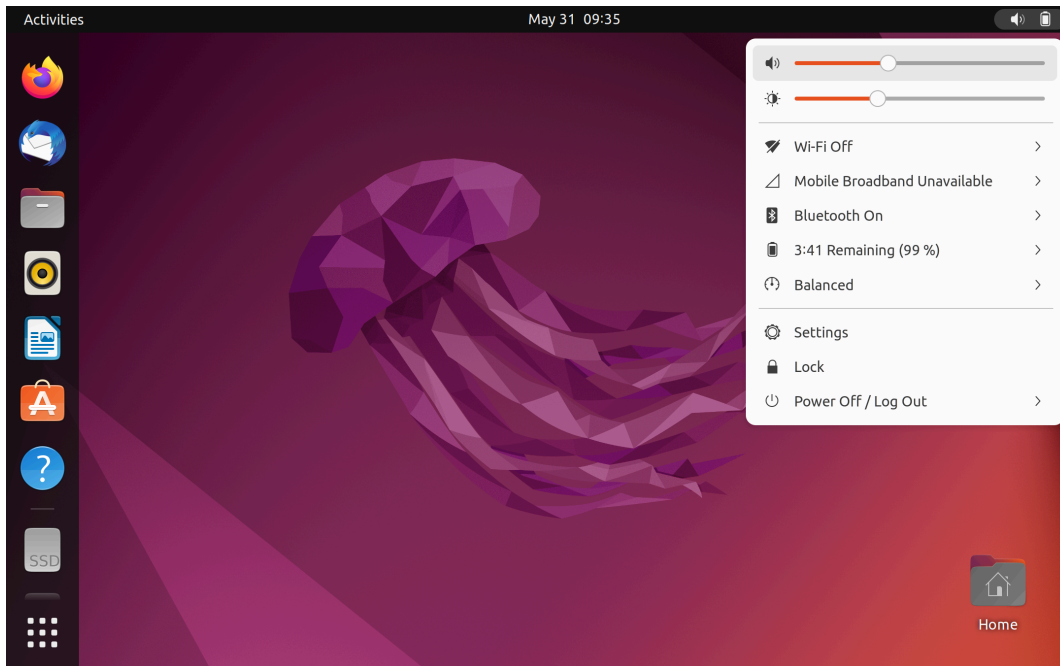 Activities
May 31 09:35
Wi-Fi Off
Mobile Broadband Unavailable
Bluetooth On
3:41 Remaining (99 %)
Balanced
Settings
Lock
Power Off / Log Out
?
SSD
Home